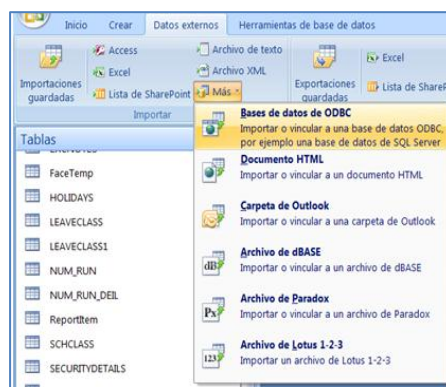 Inicio Crear Datos externos Herramientas de base de datos
Access
Excel
Lista de SharePoint
Importaciones
guardadas
Archivo de texto
Archivo XML
Más
Importar
Exportaciones
guardadas
Excel
Lista de ShareP
Tablas
FaceTemp
HOLIDAYS
LEAVECLASS
LEAVECLASS1
NUM_RUN
NUM_RUN_DEIL
ReportItem
SCHCLASS
SECURITYDETAILS
Bases de datos de ODBC
Importar o vincular a una base de datos ODBC,
por ejemplo una base de datos de SQL Server
Documento HTML
Importar o vincular a un documento HTML
Carpeta de Outlook
Importar o vincular a una carpeta de Outlook
dB
Archivo de dBASE
Importar o vincular a un archivo de dBASE
Px
Archivo de Paradox
Importar o vincular a un archivo de Paradox
123
Archivo de Lotus 1-2-3
Importar un archivo de Lotus 1-2-3